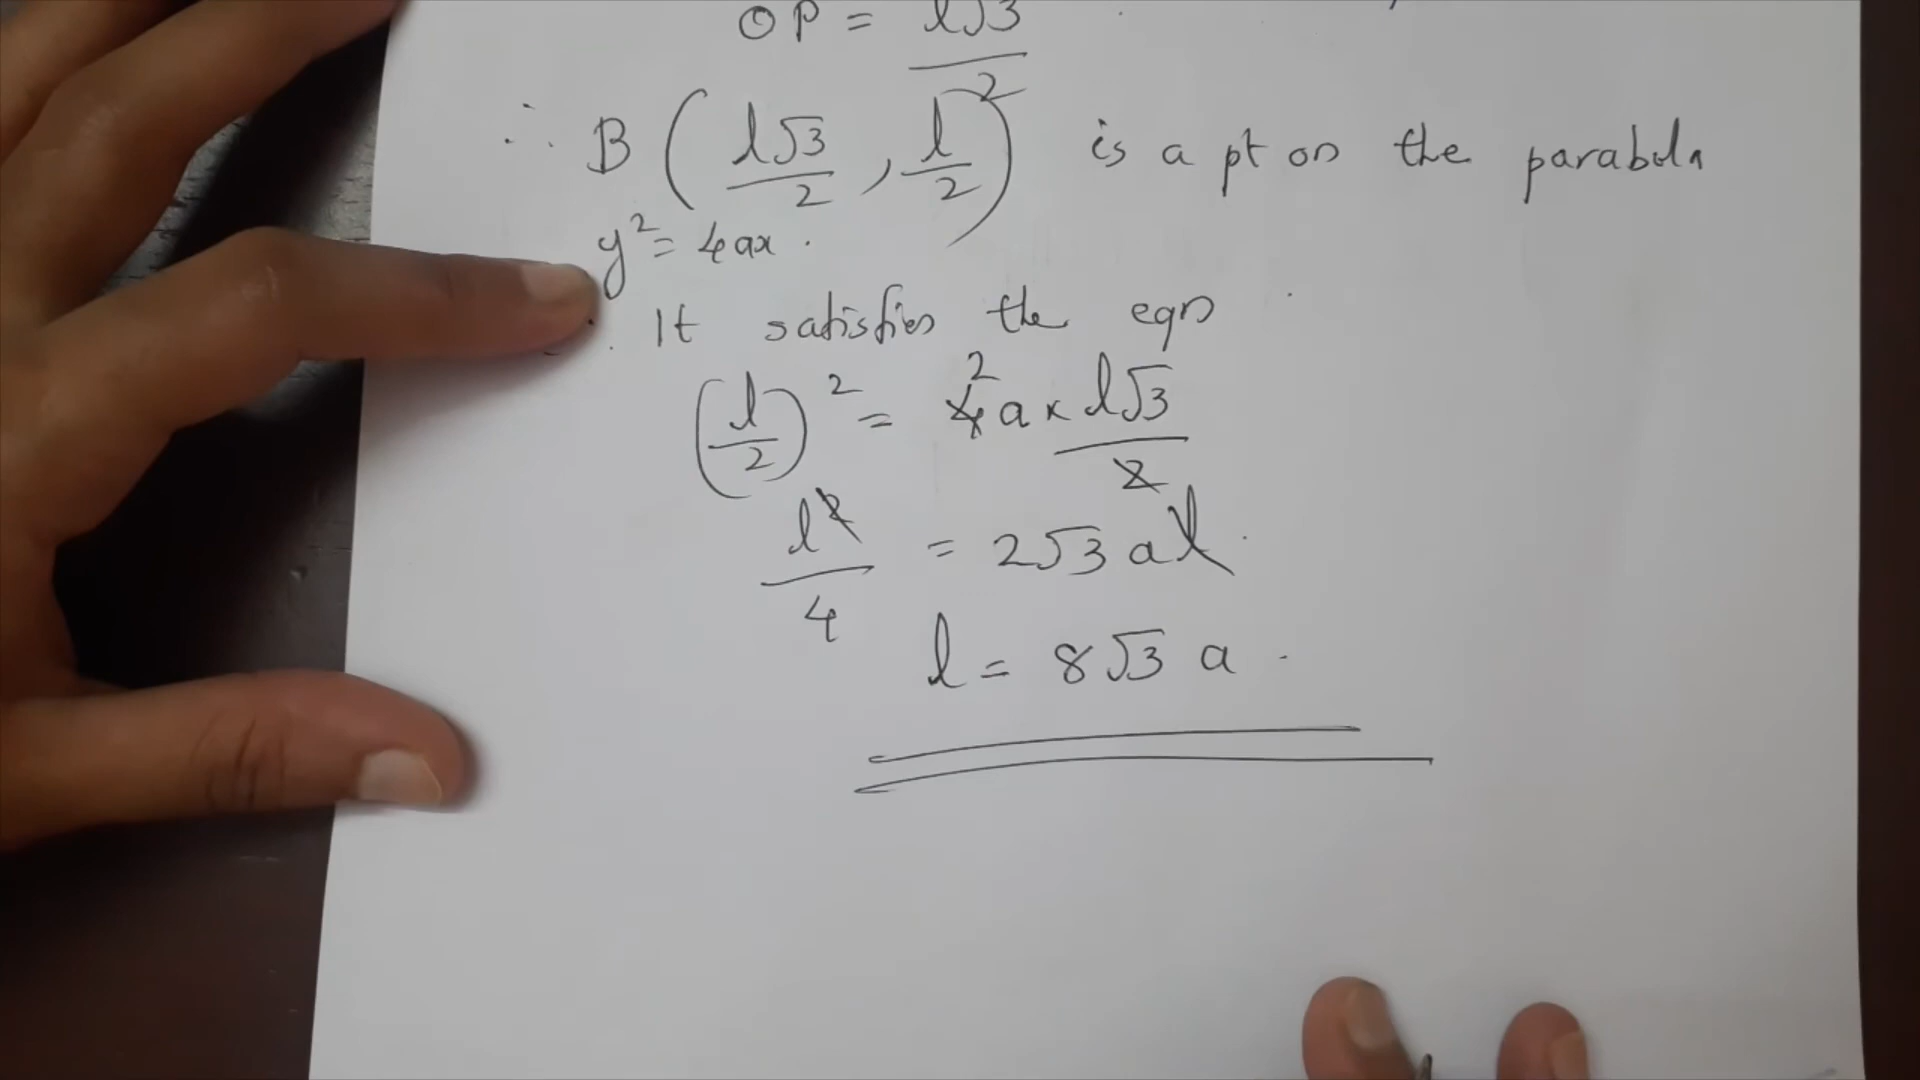 OP = l√3/2
∴ B (l√3/2, l/2) is a pt on the parabola
y² = 4ax .
∴ It satisfies the eqn
(l/2)² = 4a × l√3/2
l²/4 = 2√3 al
l = 8√3 a .